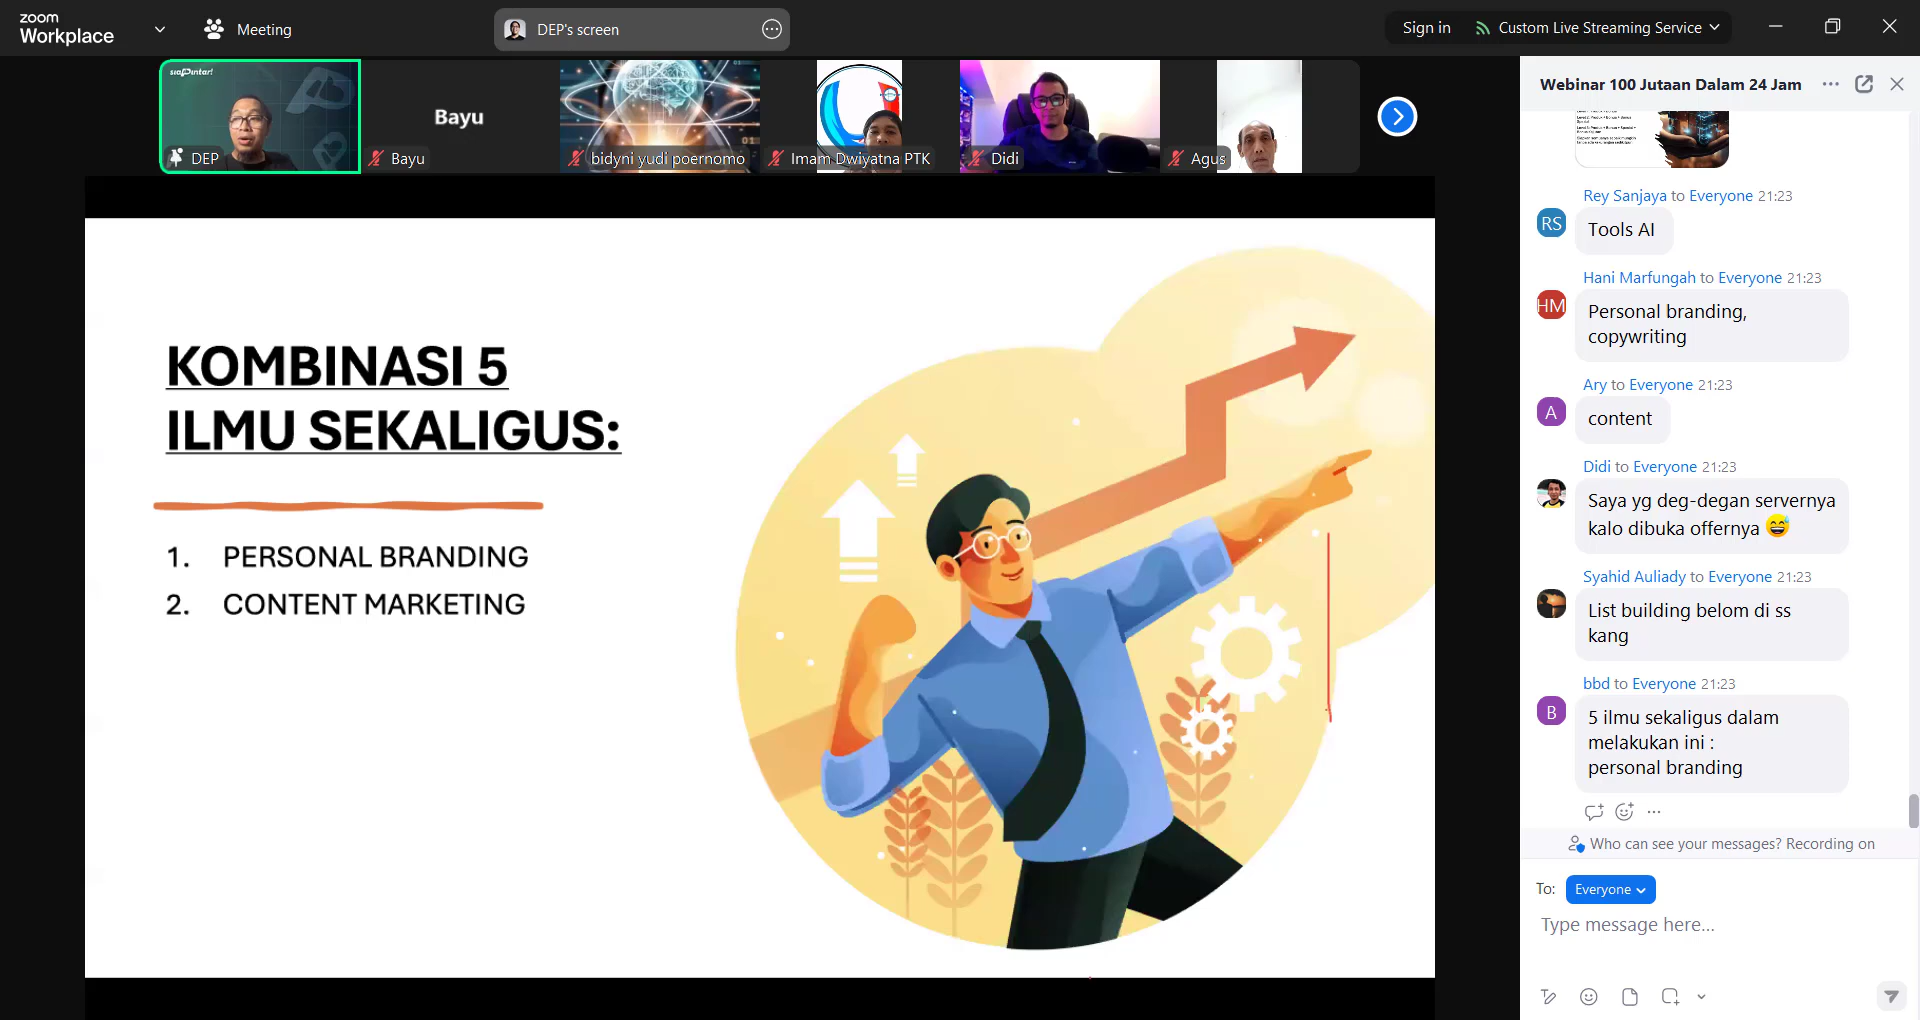 zoom
Workplace
Meeting
DEP's screen
Sign in
Custom Live Streaming Service
siapintar!
DEP
Bayu
Bayu
bidyni yudi poernomo
Imam Dwiyatna PTK
Didi
Agus
KOMBINASI 5
ILMU SEKALIGUS:
1. PERSONAL BRANDING
2. CONTENT MARKETING
Webinar 100 Jutaan Dalam 24 Jam
Rey Sanjaya to Everyone 21:23
RS
Tools AI
Hani Marfungah to Everyone 21:23
HM
Personal branding,
copywriting
Ary to Everyone 21:23
A
content
Didi to Everyone 21:23
Saya yg deg-degan servernya
kalo dibuka offernya 😅
Syahid Auliady to Everyone 21:23
List building belom di ss
kang
bbd to Everyone 21:23
B
5 ilmu sekaligus dalam
melakukan ini :
personal branding
Who can see your messages? Recording on
To: Everyone
Type message here...